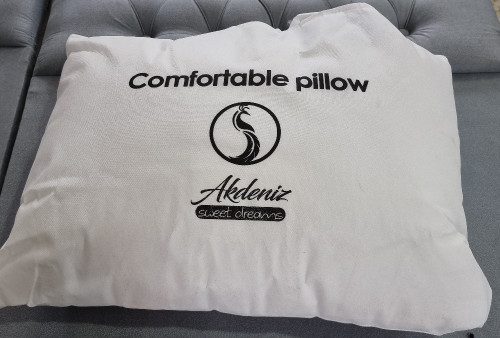 Comfortable pillow
Akdeniz
sweet dreams